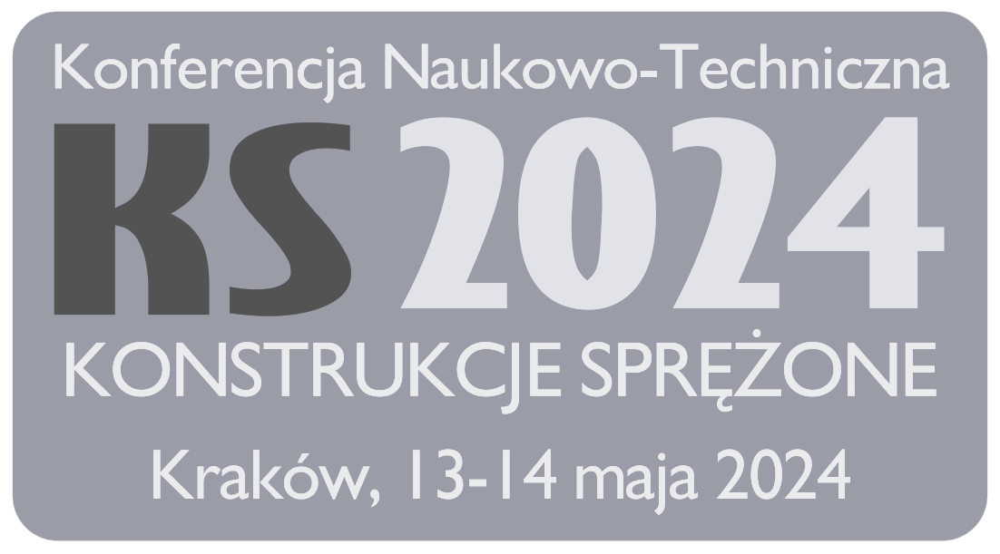 Konferencja Naukowo-Techniczna
KS 2024
KONSTRUKCJE SPRĘŻONE
Kraków, 13-14 maja 2024